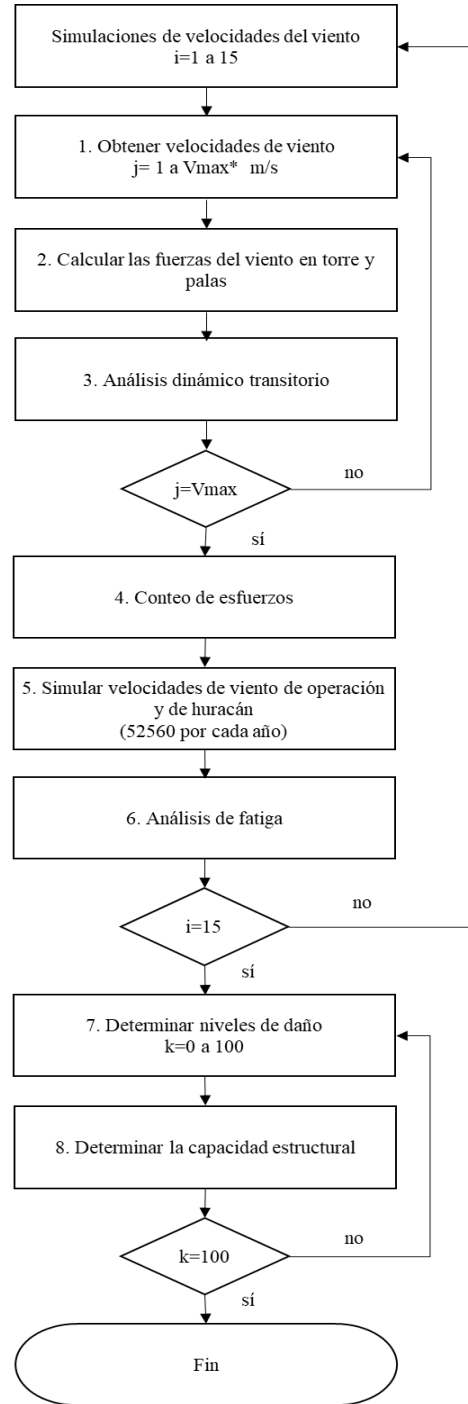 Simulaciones de velocidades del viento
i=1 a 15
1. Obtener velocidades de viento
j= 1 a Vmax* m/s
2. Calcular las fuerzas del viento en torre y
palas
3. Análisis dinámico transitorio
j=Vmax
no
sí
4. Conteo de esfuerzos
5. Simular velocidades de viento de operación
y de huracán
(52560 por cada año)
6. Análisis de fatiga
i=15
no
sí
7. Determinar niveles de daño
k=0 a 100
8. Determinar la capacidad estructural
k=100
no
sí
Fin